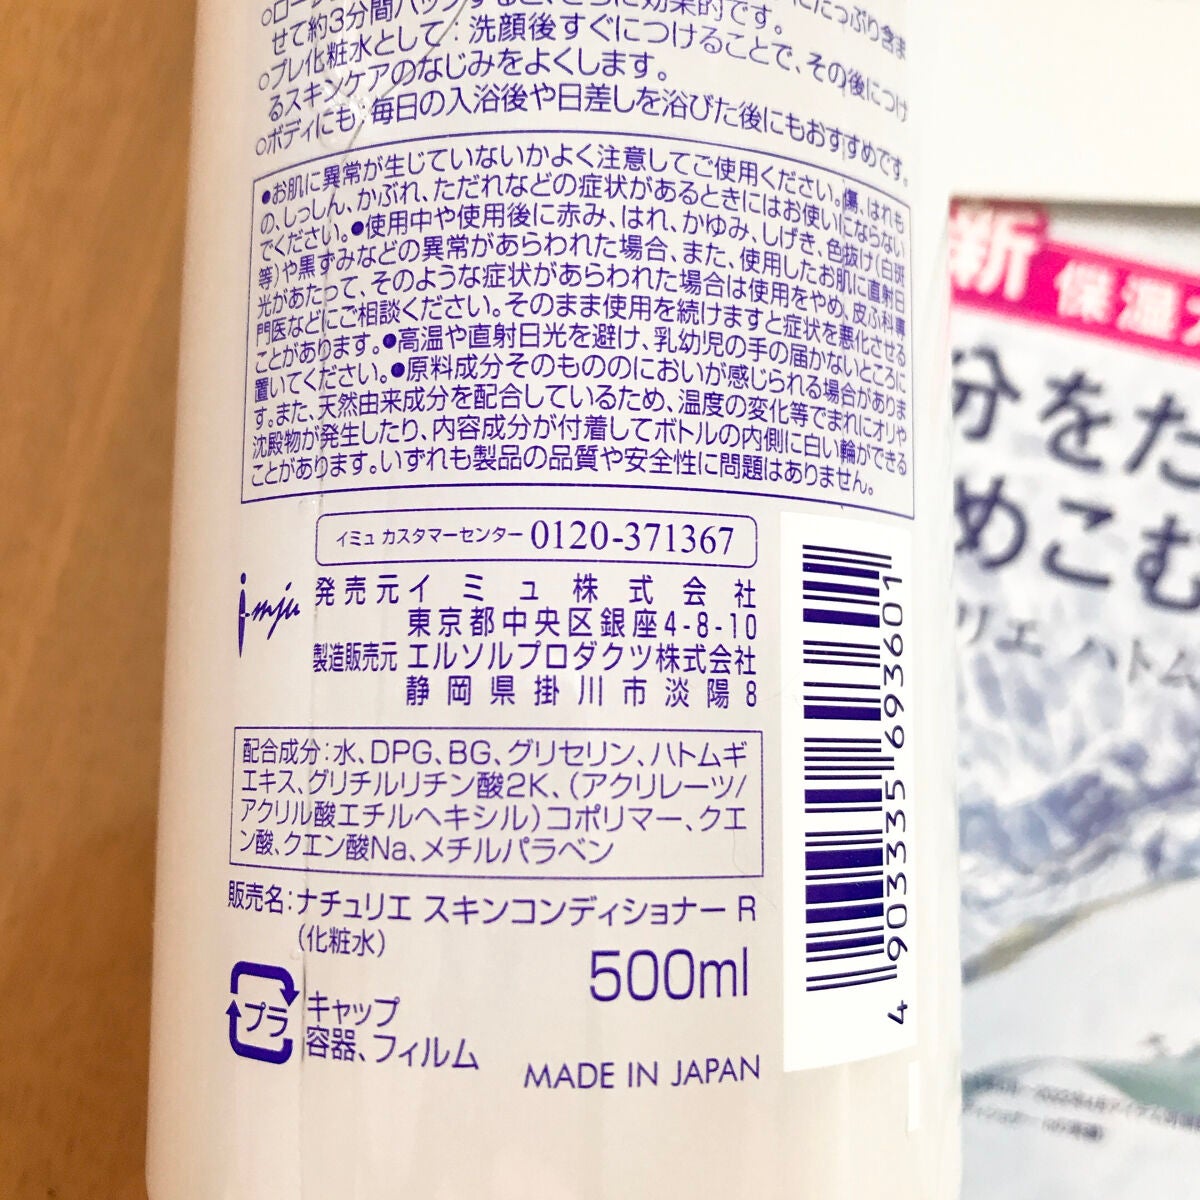 ○ローション
せて約3分間パックすると、さらに効果的です。
にたっぷり含ま
○プレ化粧水として:洗顔後すぐにつけることで、その後につけ
るスキンケアのなじみをよくします。
○ボディにも:毎日の入浴後や日差しを浴びた後にもおすすめです。
●お肌に異常が生じていないかよく注意してご使用ください。傷、はれも
の、しっしん、かぶれ、ただれなどの症状があるときにはお使いにならない
でください。●使用中や使用後に赤み、はれ、かゆみ、しげき、色抜け(白斑
等)や黒ずみなどの異常があらわれた場合、また、使用したお肌に直射日
光があたって、そのような症状があらわれた場合は使用をやめ、皮ふ科専
門医などにご相談ください。そのまま使用を続けますと症状を悪化させる
ことがあります。●高温や直射日光を避け、乳幼児の手の届かないところに
置いてください。●原料成分そのもののにおいが感じられる場合がありま
す。また、天然由来成分を配合しているため、温度の変化等でまれにオリや
沈殿物が発生したり、内容成分が付着してボトルの内側に白い輪ができる
ことがあります。いずれも製品の品質や安全性に問題はありません。
イミュ カスタマーセンター 0120-371367
i-mju
発売元 イミュ株式会社
東京都中央区銀座4-8-10
製造販売元 エルソルプロダクツ株式会社
静岡県掛川市淡陽8
配合成分:水、DPG、BG、グリセリン、ハトムギ
エキス、グリチルリチン酸2K、(アクリレーツ/
アクリル酸エチルヘキシル)コポリマー、クエ
ン酸、クエン酸Na、メチルパラベン
販売名:ナチュリエ スキンコンディショナー R
(化粧水)
500ml
プラ
キャップ
容器、フィルム
MADE IN JAPAN
4903335693601
新 保湿
分をた
めこむ
リエ ハトム